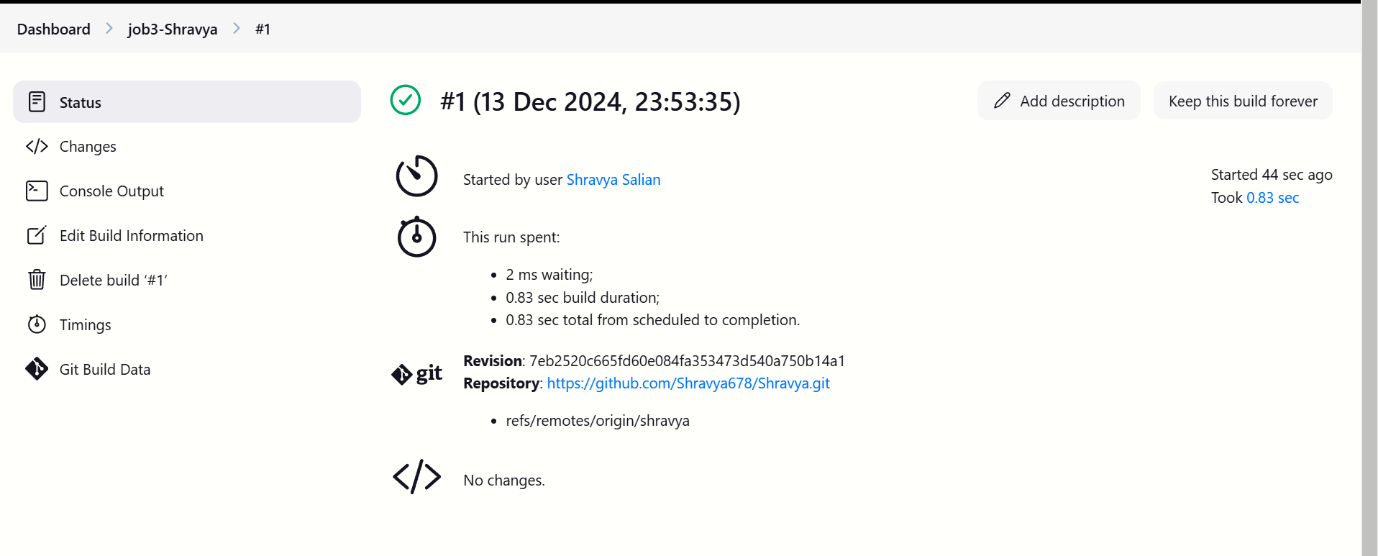 Dashboard > job3-Shravya > #1
Status
Changes
Console Output
Edit Build Information
Delete build ‘#1’
Timings
Git Build Data
#1 (13 Dec 2024, 23:53:35)
Add description
Keep this build forever
Started by user Shravya Salian
Started 44 sec ago
Took 0.83 sec
This run spent:
• 2 ms waiting;
• 0.83 sec build duration;
• 0.83 sec total from scheduled to completion.
git
Revision: 7eb2520c665fd60e084fa353473d540a750b14a1
Repository: https://github.com/Shravya678/Shravya.git
• refs/remotes/origin/shravya
No changes.